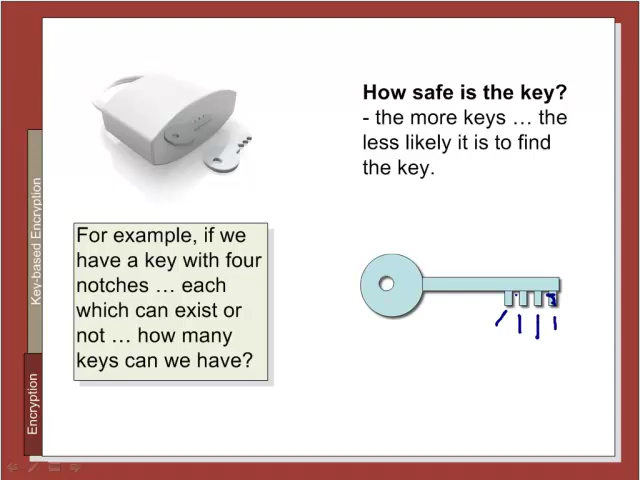 How safe is the key?
- the more keys … the
less likely it is to find
the key.
For example, if we
have a key with four
notches … each
which can exist or
not … how many
keys can we have?
Key-based Encryption
Encryption